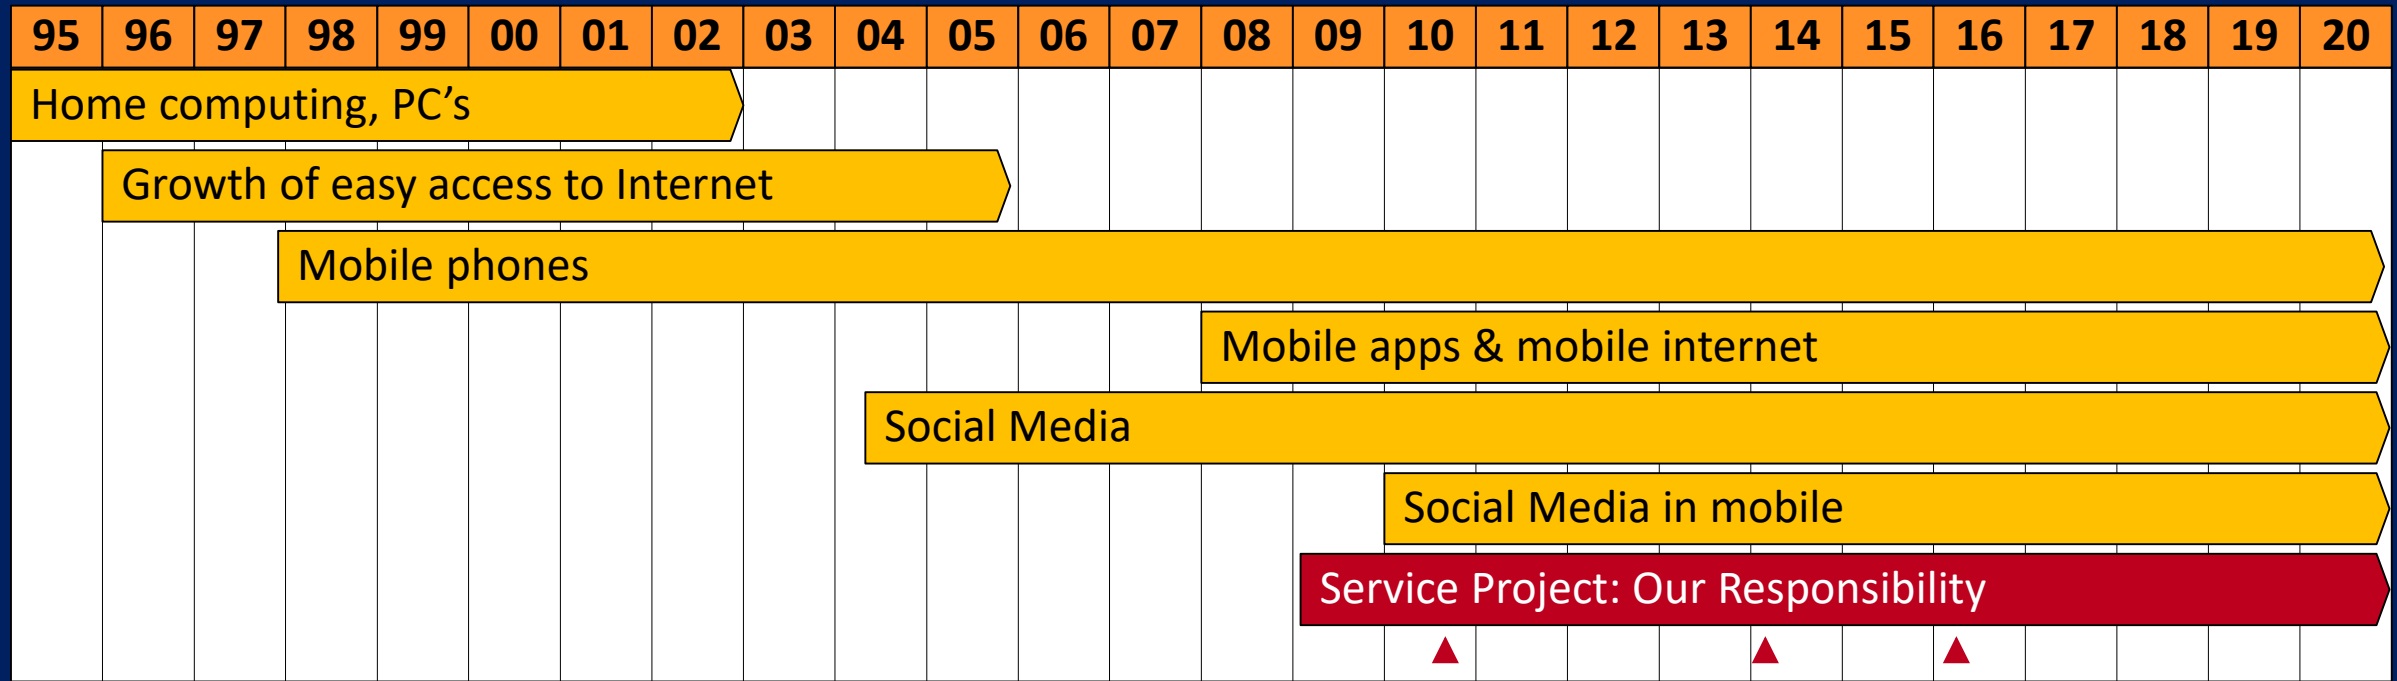 95 96 97 98 99 00 01 02 03 04 05 06 07 08 09 10 11 12 13 14 15 16 17 18 19 20
Home computing, PC’s
Growth of easy access to Internet
Mobile phones
Mobile apps & mobile internet
Social Media
Social Media in mobile
Service Project: Our Responsibility